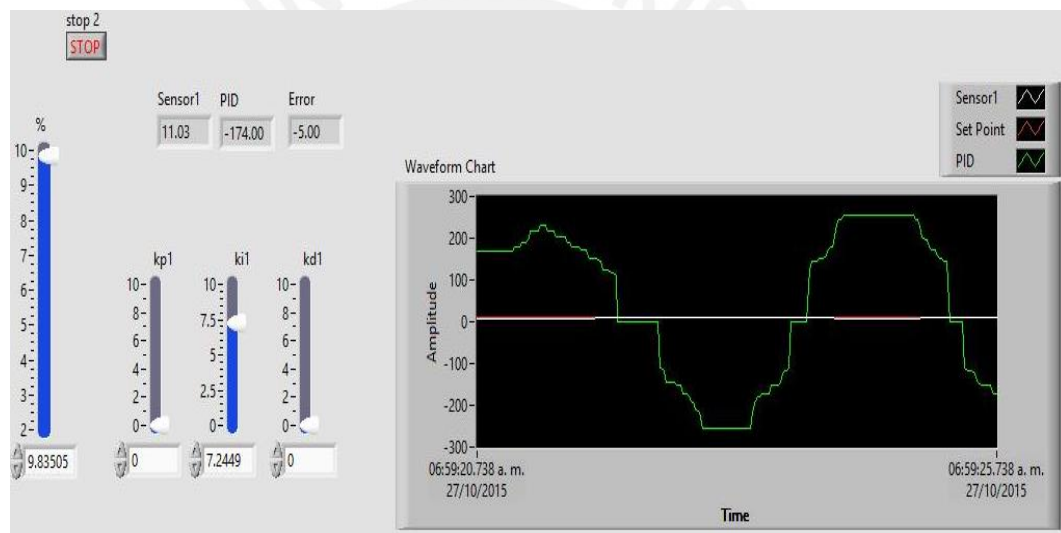 stop 2
STOP
Sensor1 PID Error
11.03 -174.00 -5.00
%
10
9
8
7
6
5
4
3
2
9.83505
kp1
10
8
6
4
2
0
0
ki1
10
7.5
5
2.5
0
7.2449
kd1
10
8
6
4
2
0
0
Sensor1
Set Point
PID
Waveform Chart
Amplitude
300
200
100
0
-100
-200
-300
06:59:20.738 a. m.
27/10/2015
06:59:25.738 a. m.
27/10/2015
Time